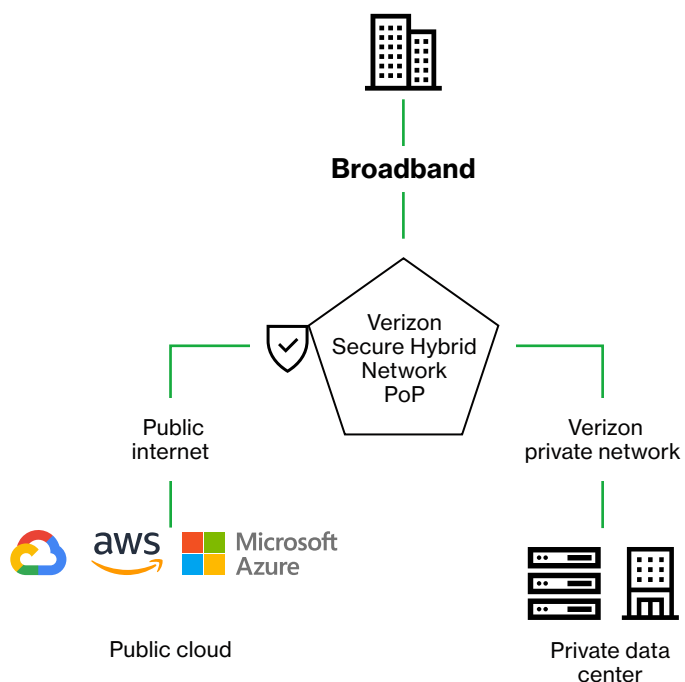 Broadband
Verizon
Secure Hybrid
Network
PoP
Public
internet
Verizon
private network
aws
Microsoft
Azure
Public cloud
Private data
center